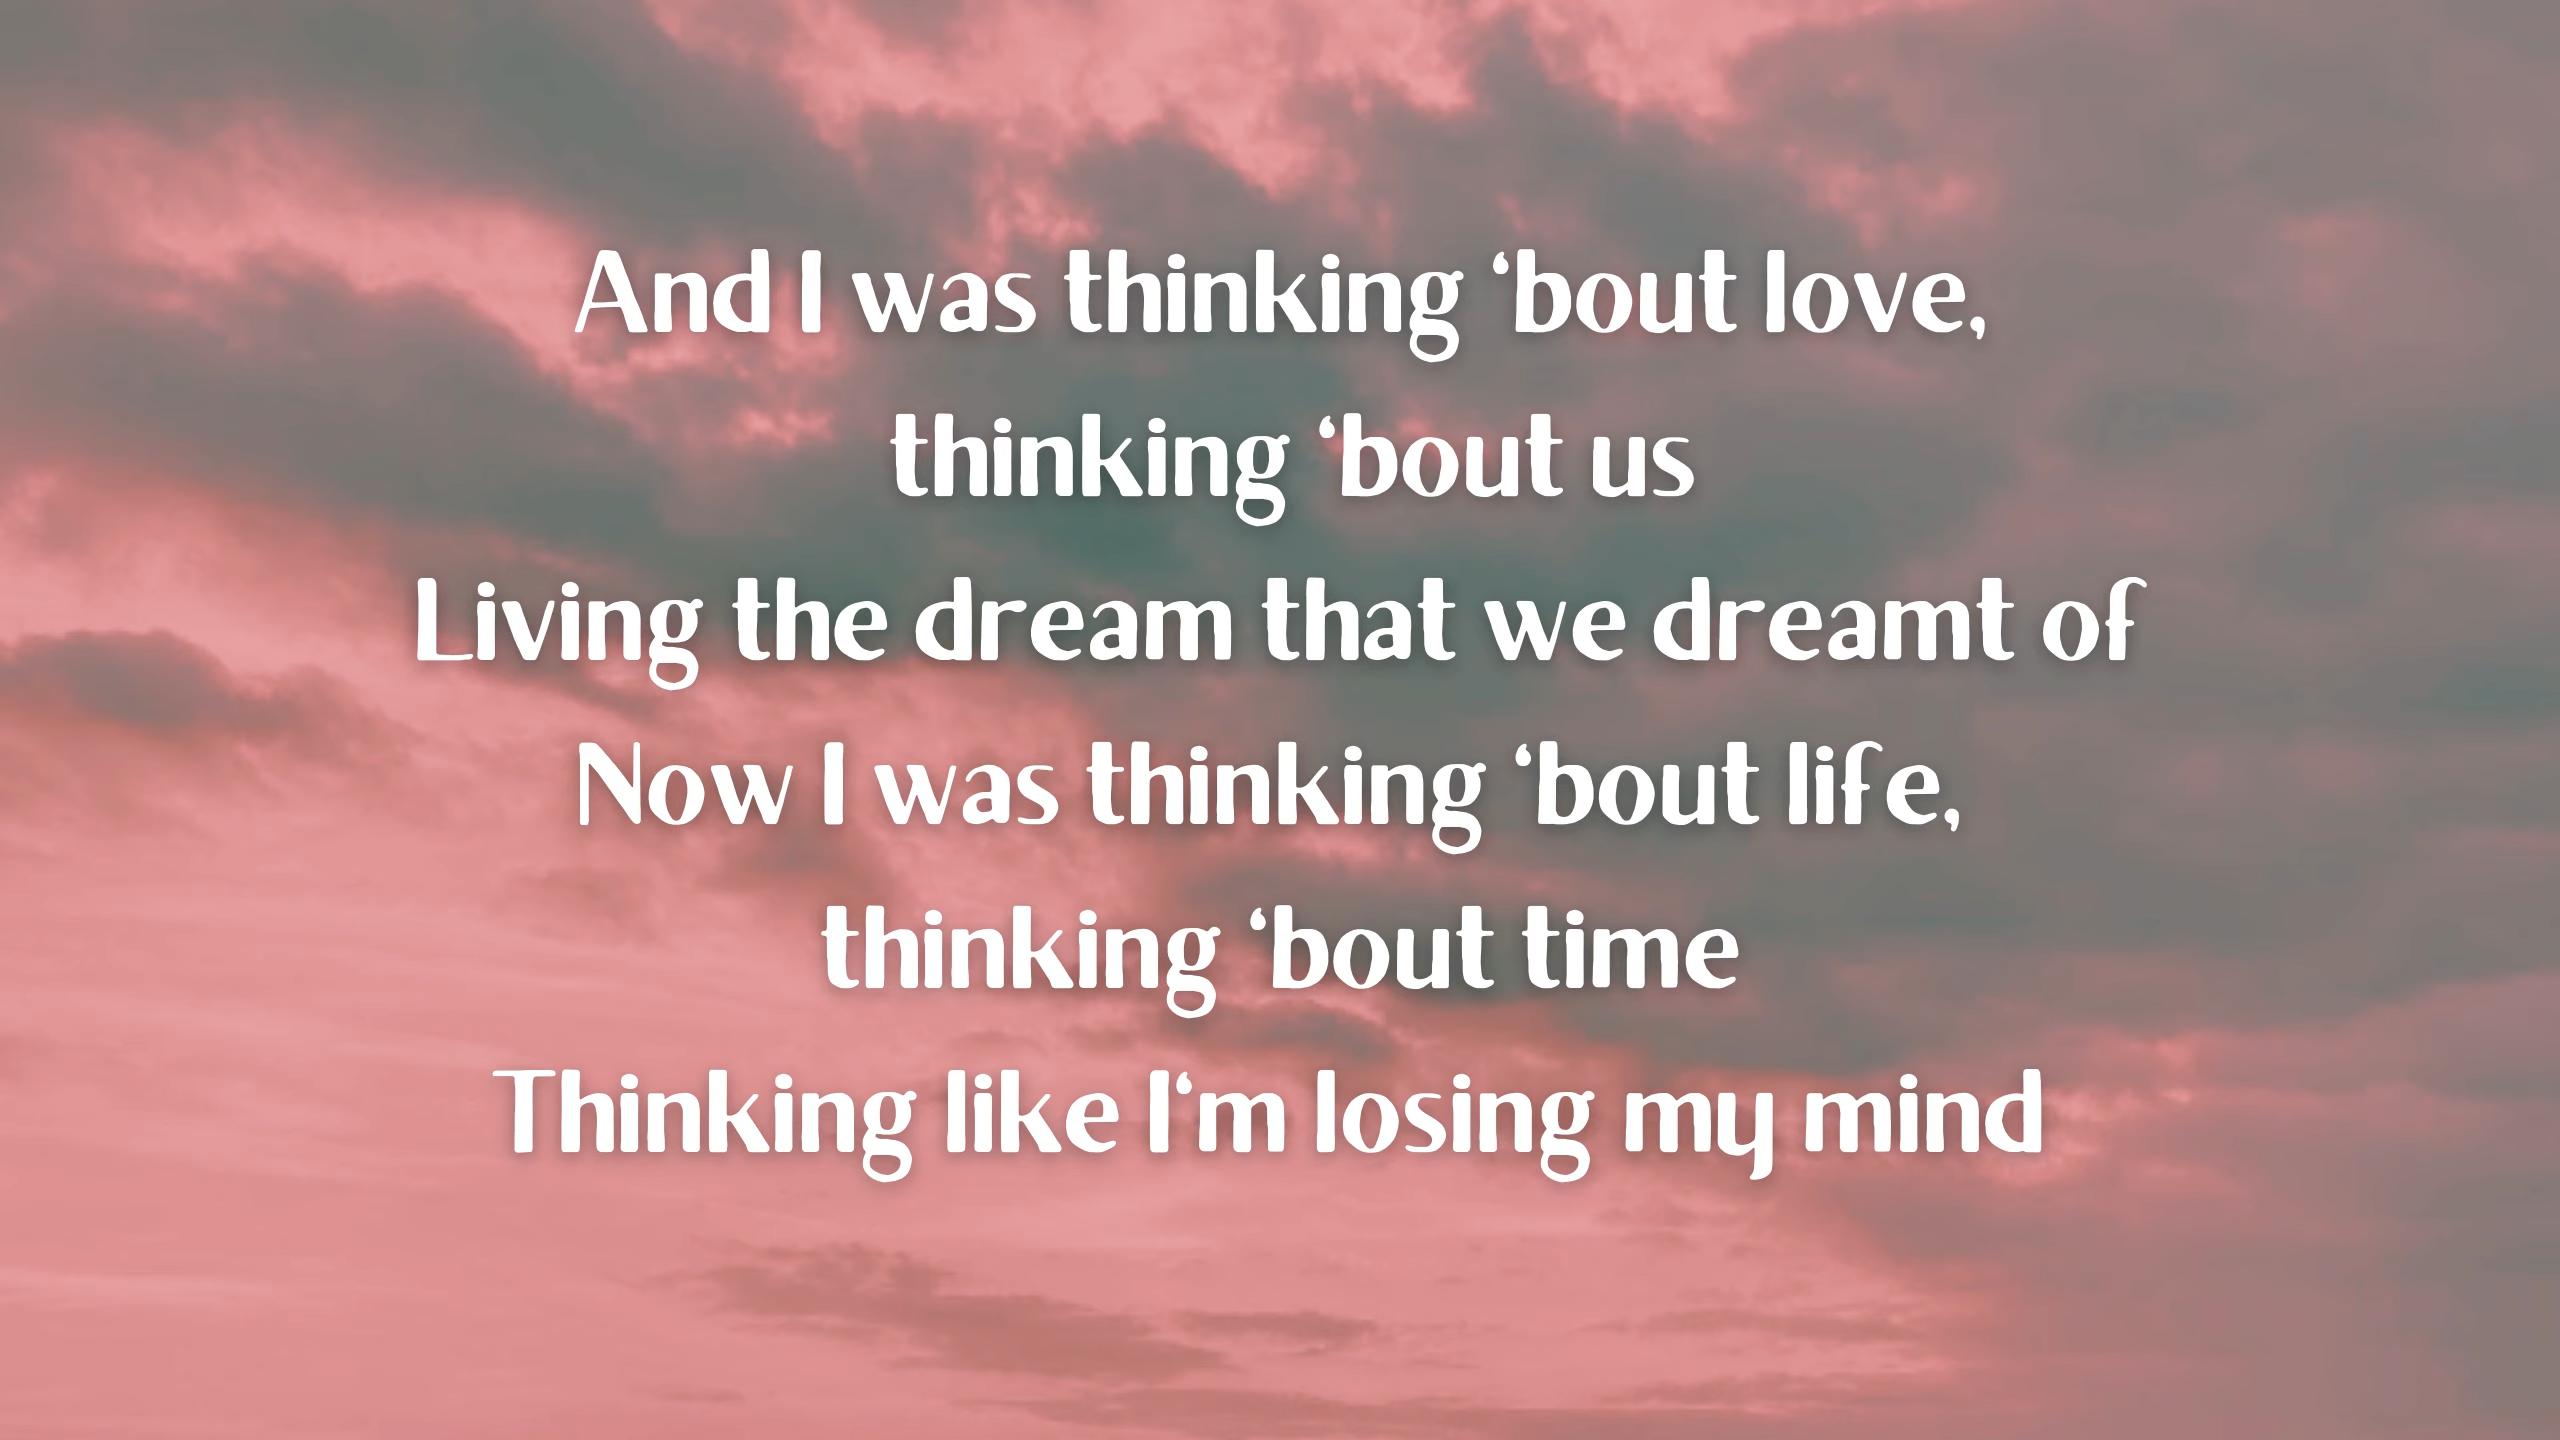 And I was thinking ‘bout love,
thinking ‘bout us
Living the dream that we dreamt of
Now I was thinking ‘bout life,
thinking ‘bout time
Thinking like I‘m losing my mind